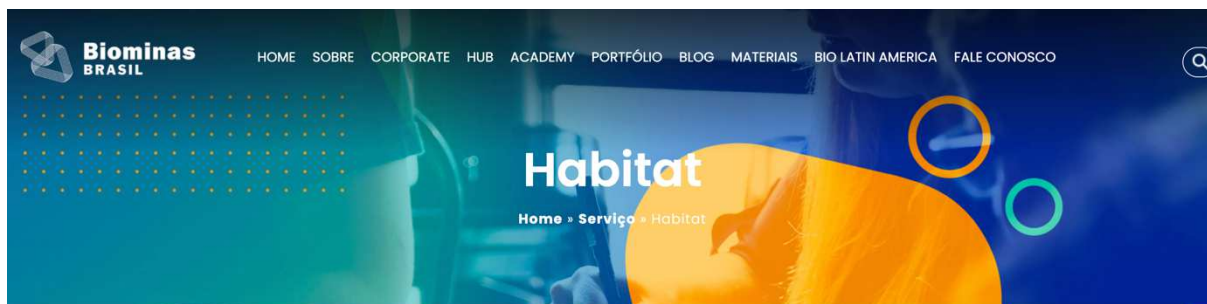 Biominas
BRASIL
HOME SOBRE CORPORATE HUB ACADEMY PORTFÓLIO BLOG MATERIAIS BIO LATIN AMERICA FALE CONOSCO
Habitat
Home » Serviço » Habitat